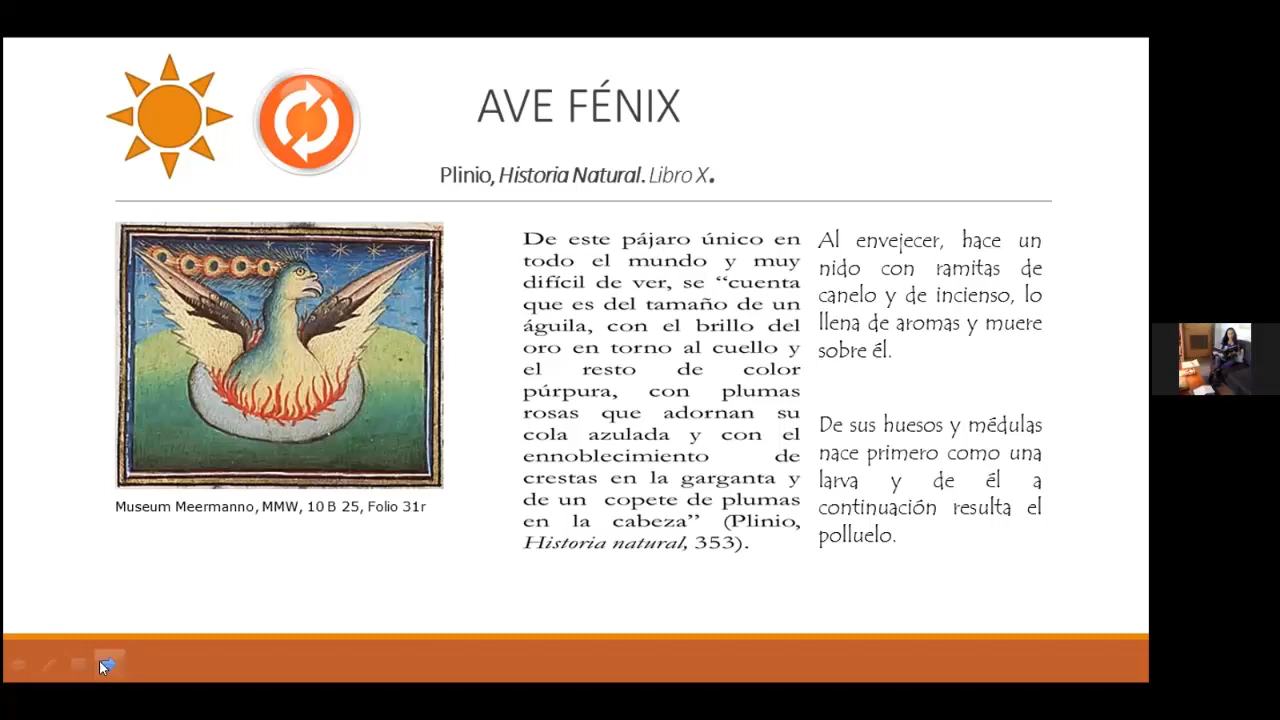 AVE FÉNIX
Plinio, Historia Natural. Libro X.
De este pájaro único en
todo el mundo y muy
difícil de ver, se “cuenta
que es del tamaño de un
águila, con el brillo del
oro en torno al cuello y
el resto de color
púrpura, con plumas
rosas que adornan su
cola azulada y con el
ennoblecimiento de
crestas en la garganta y
de un copete de plumas
en la cabeza” (Plinio,
Historia natural, 353).
Al envejecer, hace un
nido con ramitas de
canelo y de incienso, lo
llena de aromas y muere
sobre él.
De sus huesos y médulas
nace primero como una
larva y de él a
continuación resulta el
polluelo.
Museum Meermanno, MMW, 10 B 25, Folio 31r